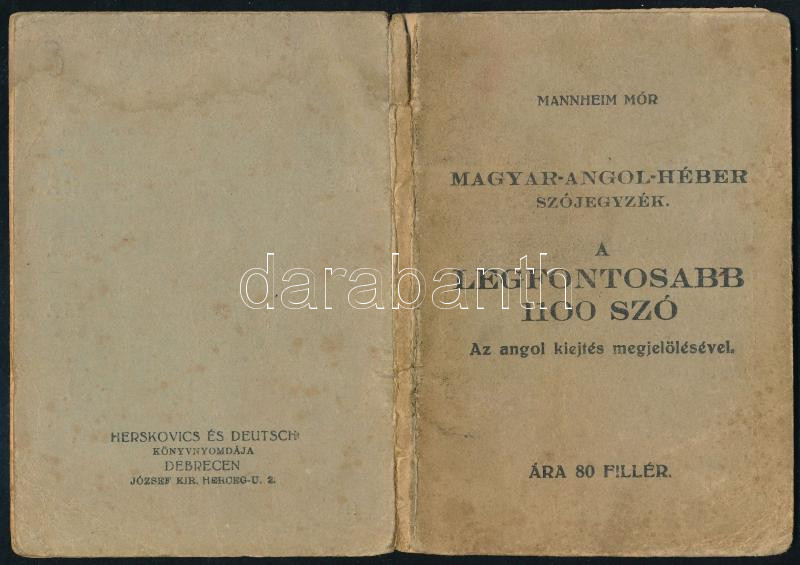 MANNHEIM MÓR
MAGYAR-ANGOL-HÉBER
SZÓJEGYZÉK.
A
LEGFONTOSABB
1100 SZÓ
Az angol kiejtés megjelölésével.
ÁRA 80 FILLÉR.
HERSKOVICS ÉS DEUTSCH
KÖNYVNYOMDÁJA
DEBRECEN
JÓZSEF KIR. HERCEG-U. 2.
darabanth